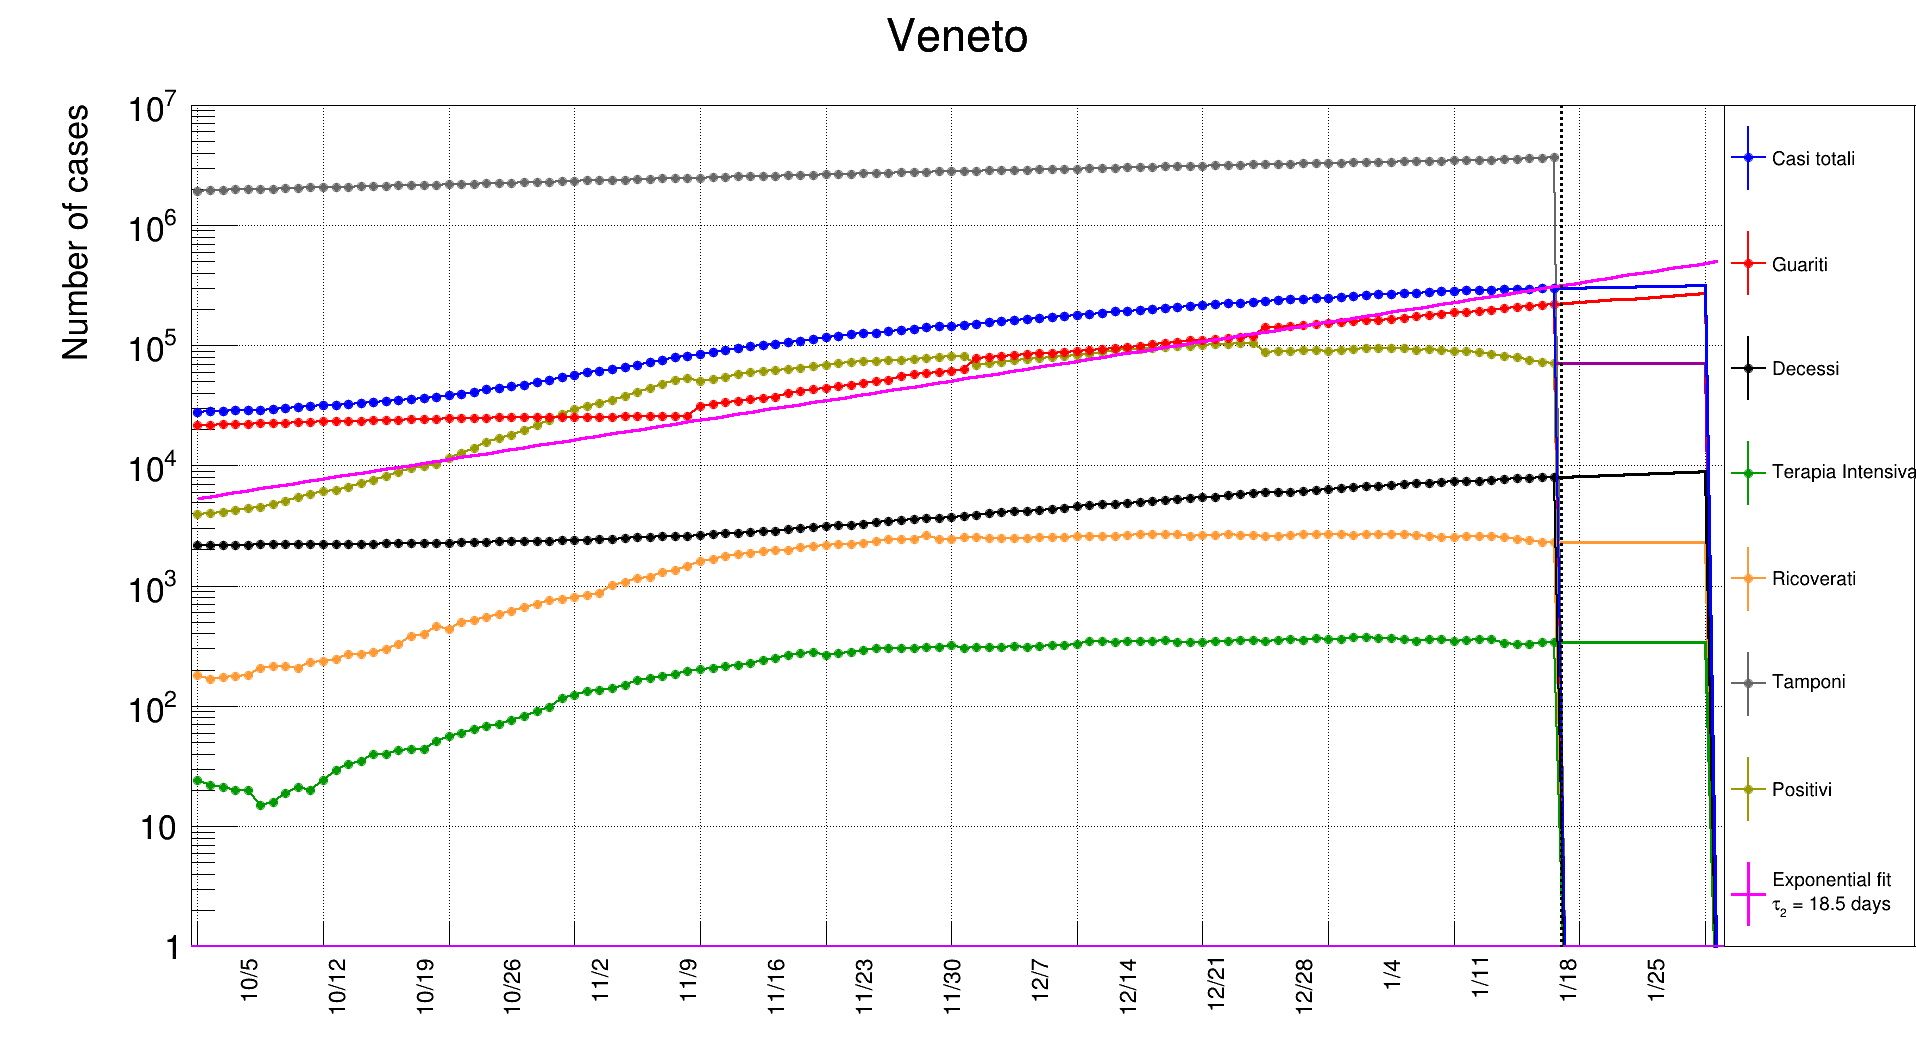 Veneto
Number of cases
10^7
10^6
10^5
10^4
10^3
10^2
10
1
10/5
10/12
10/19
10/26
11/2
11/9
11/16
11/23
11/30
12/7
12/14
12/21
12/28
1/4
1/11
1/18
1/25
Casi totali
Guariti
Decessi
Terapia Intensiva
Ricoverati
Tamponi
Positivi
Exponential fit
τ₂ = 18.5 days